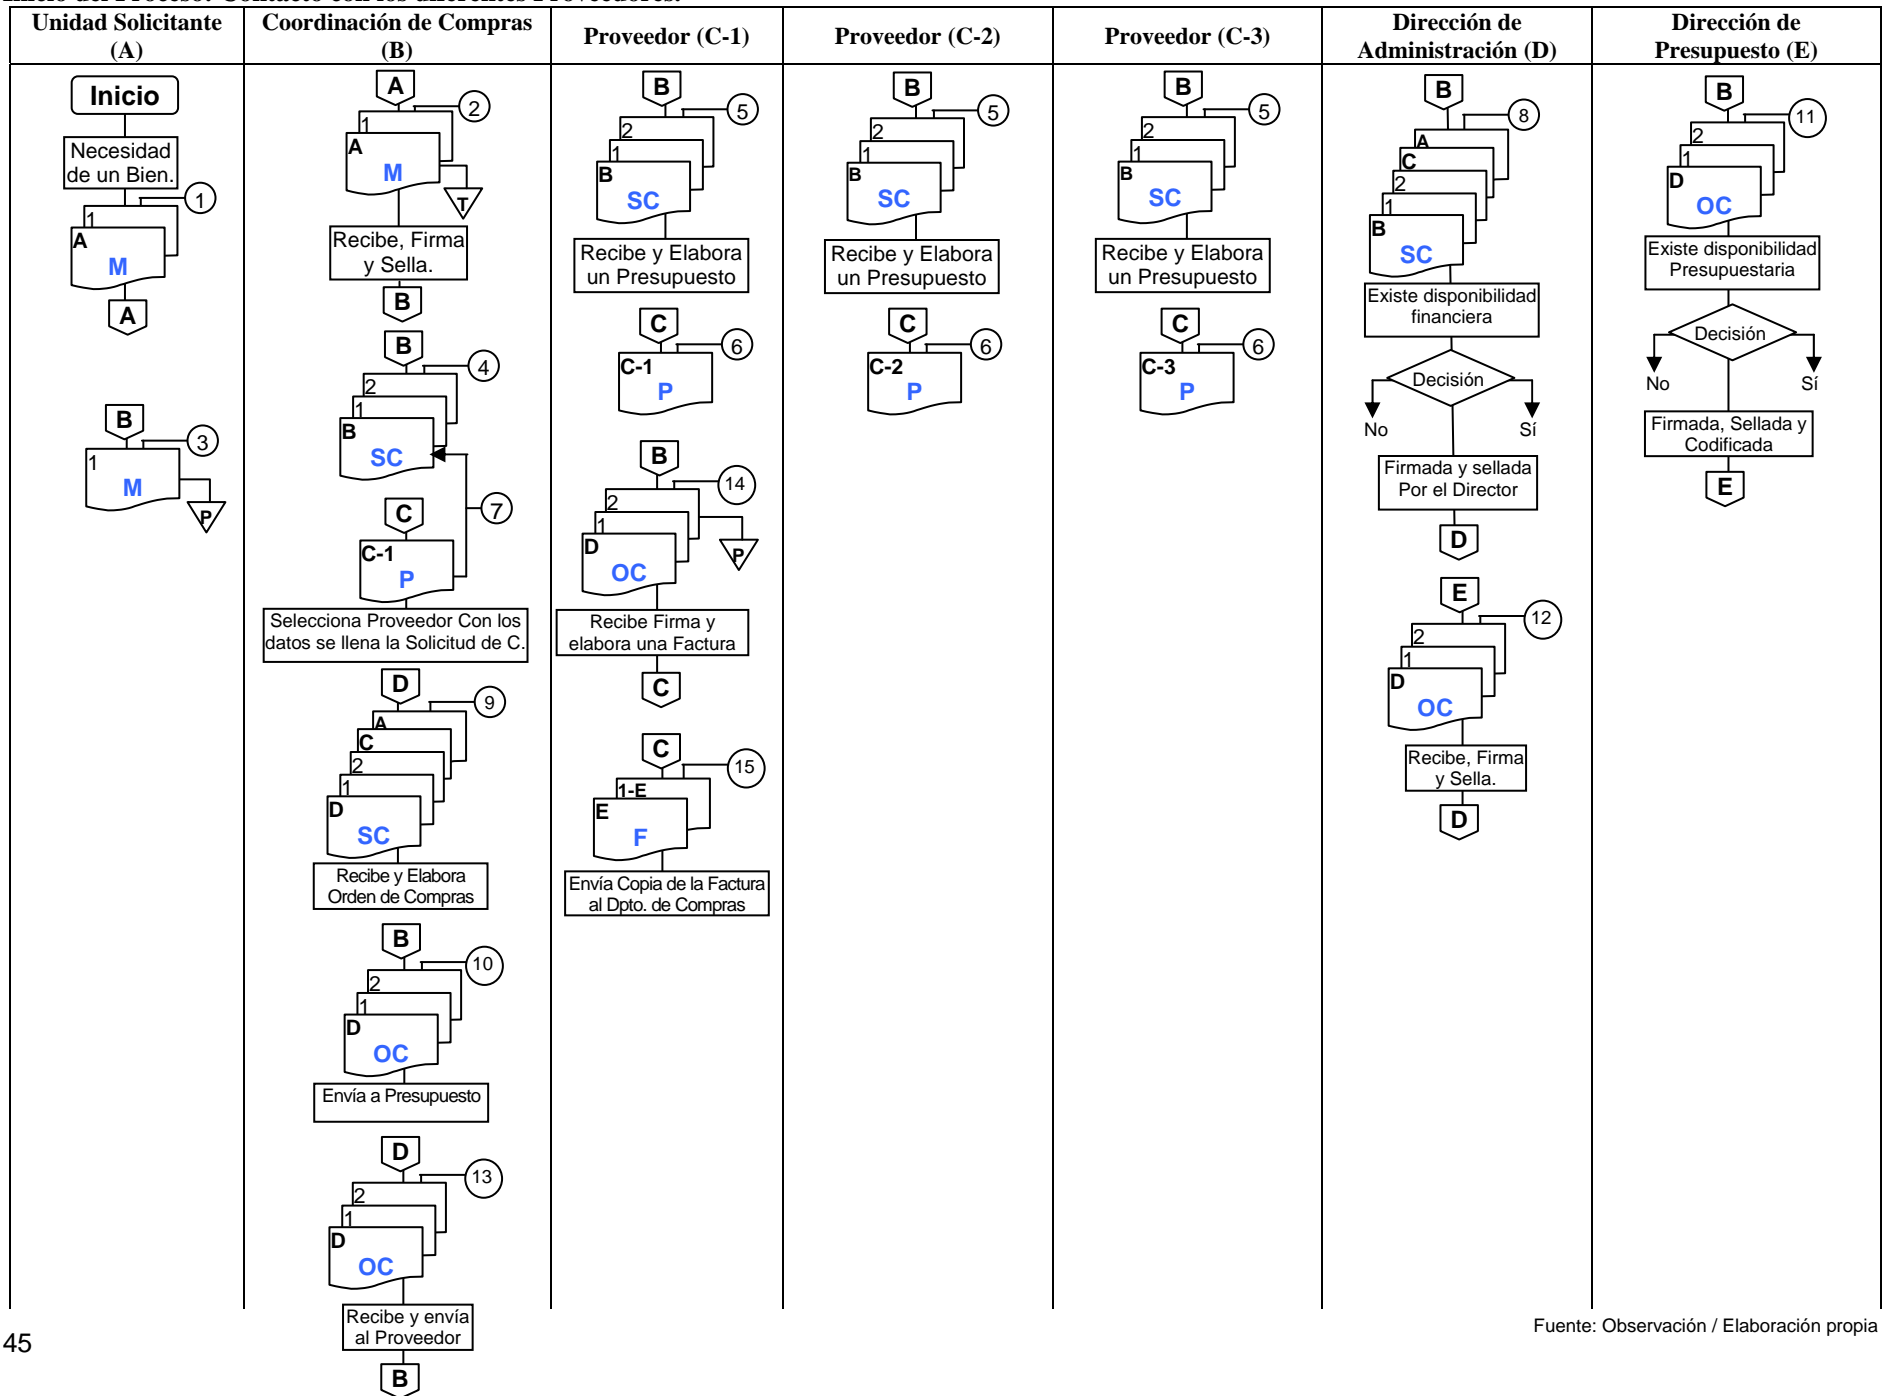 Inicio del Proceso: Contacto con los diferentes Proveedores.
Unidad Solicitante
(A)
Coordinación de Compras
(B)
Proveedor (C-1)
Proveedor (C-2)
Proveedor (C-3)
Dirección de
Administración (D)
Dirección de
Presupuesto (E)
Inicio
Necesidad
de un Bien.
1
1
A
M
A
B
3
1
M
P
A
2
1
A
M
T
Recibe, Firma
y Sella.
B
B
4
2
1
B
SC
C
7
C-1
P
Selecciona Proveedor Con los
datos se llena la Solicitud de C.
D
9
A
C
2
1
D
SC
Recibe y Elabora
Orden de Compras
B
10
2
1
D
OC
Envía a Presupuesto
D
13
2
1
D
OC
Recibe y envía
al Proveedor
B
B
5
2
1
B
SC
Recibe y Elabora
un Presupuesto
C
6
C-1
P
B
14
2
1
D
OC
P
Recibe Firma y
elabora una Factura
C
C
15
1-E
E
F
Envía Copia de la Factura
al Dpto. de Compras
B
5
2
1
B
SC
Recibe y Elabora
un Presupuesto
C
6
C-2
P
B
5
2
1
B
SC
Recibe y Elabora
un Presupuesto
C
6
C-3
P
B
8
A
C
2
1
B
SC
Existe disponibilidad
financiera
Decisión
No
Sí
Firmada y sellada
Por el Director
D
E
12
2
1
D
OC
Recibe, Firma
y Sella.
D
B
11
2
1
D
OC
Existe disponibilidad
Presupuestaria
Decisión
No
Sí
Firmada, Sellada y
Codificada
E
Fuente: Observación / Elaboración propia
45